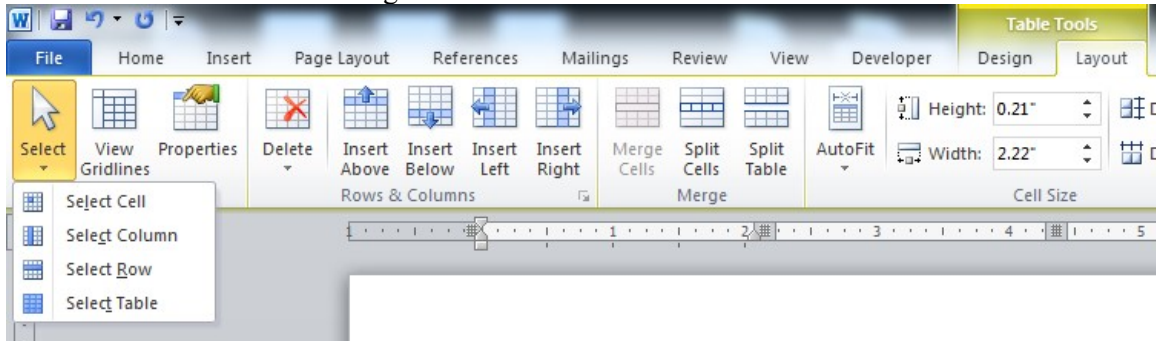 W
Table Tools
File Home Insert Page Layout References Mailings Review View Developer Design Layout
Select View Gridlines Properties Delete Insert Above Insert Below Insert Left Insert Right Merge Cells Split Cells Split Table AutoFit
Height: 0.21"
Width: 2.22"
Rows & Columns Merge Cell Size
Select Cell
Select Column
Select Row
Select Table
1 1 2 3 4 5